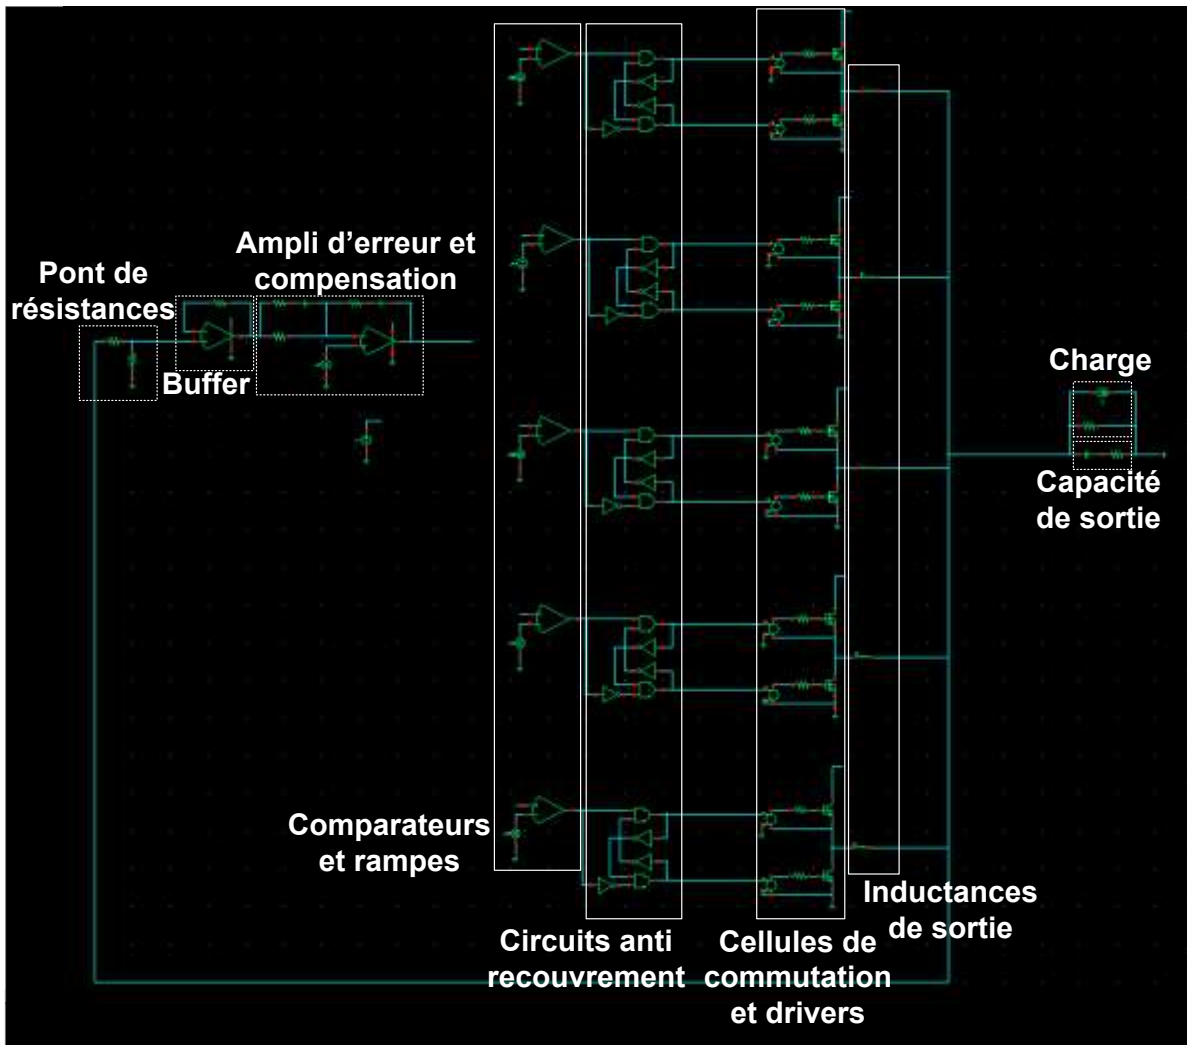 Ampli d'erreur et
compensation
Pont de
résistances
Buffer
Charge
Capacité
de sortie
Comparateurs
et rampes
Inductances
de sortie
Circuits anti
recouvrement
Cellules de
commutation
et drivers